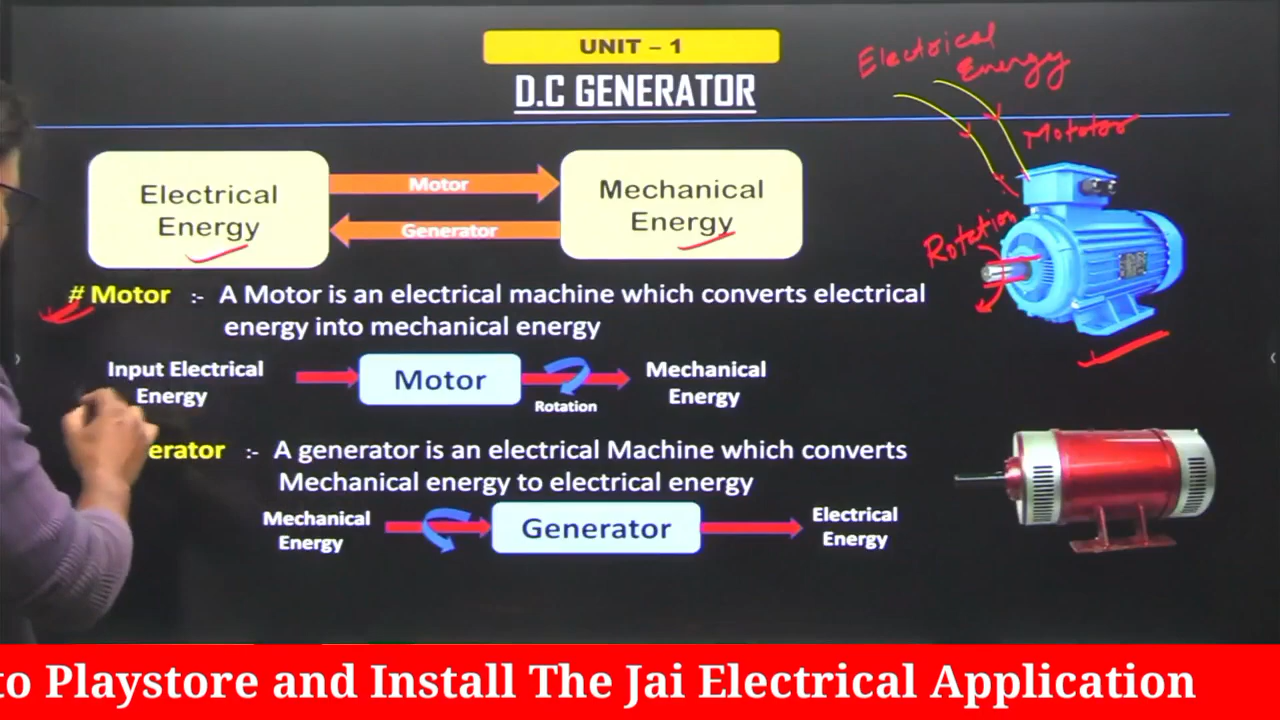 UNIT – 1
D.C GENERATOR
Electrical
Energy
Mototor
Rotation
Electrical
Energy
Motor
Generator
Mechanical
Energy
# Motor :- A Motor is an electrical machine which converts electrical
energy into mechanical energy
Input Electrical
Energy
Motor
Rotation
Mechanical
Energy
erator :- A generator is an electrical Machine which converts
Mechanical energy to electrical energy
Mechanical
Energy
Generator
Electrical
Energy
to Playstore and Install The Jai Electrical Application